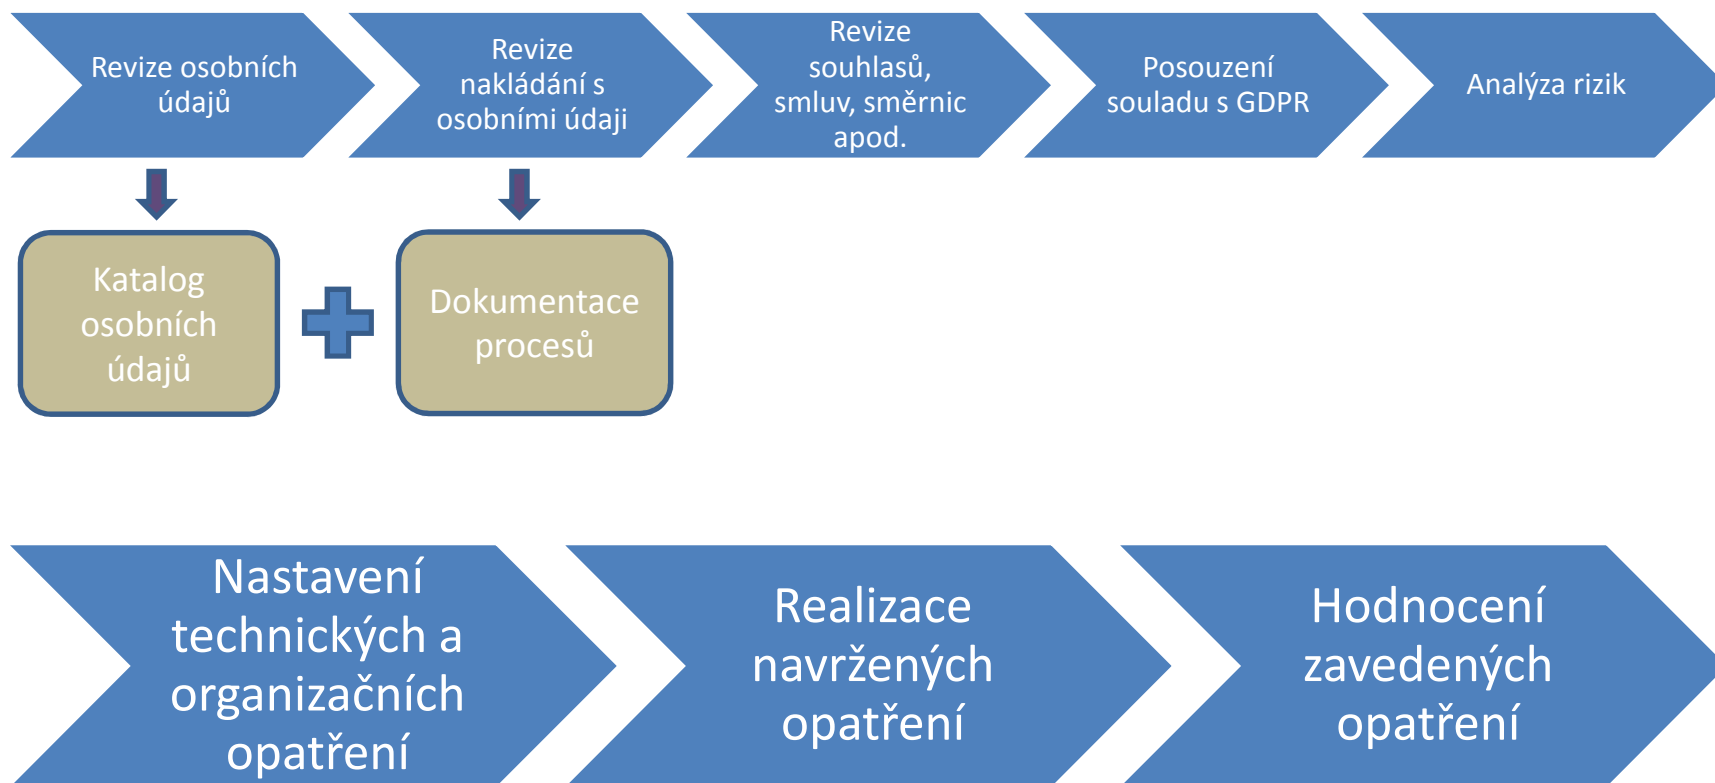 Revize osobních
údajů
Revize
nakládání s
osobními údaji
Revize
souhlasů,
smluv, směrnic
apod.
Posouzení
souladu s GDPR
Analýza rizik
Katalog
osobních
údajů
Dokumentace
procesů
Nastavení
technických a
organizačních
opatření
Realizace
navržených
opatření
Hodnocení
zavedených
opatření